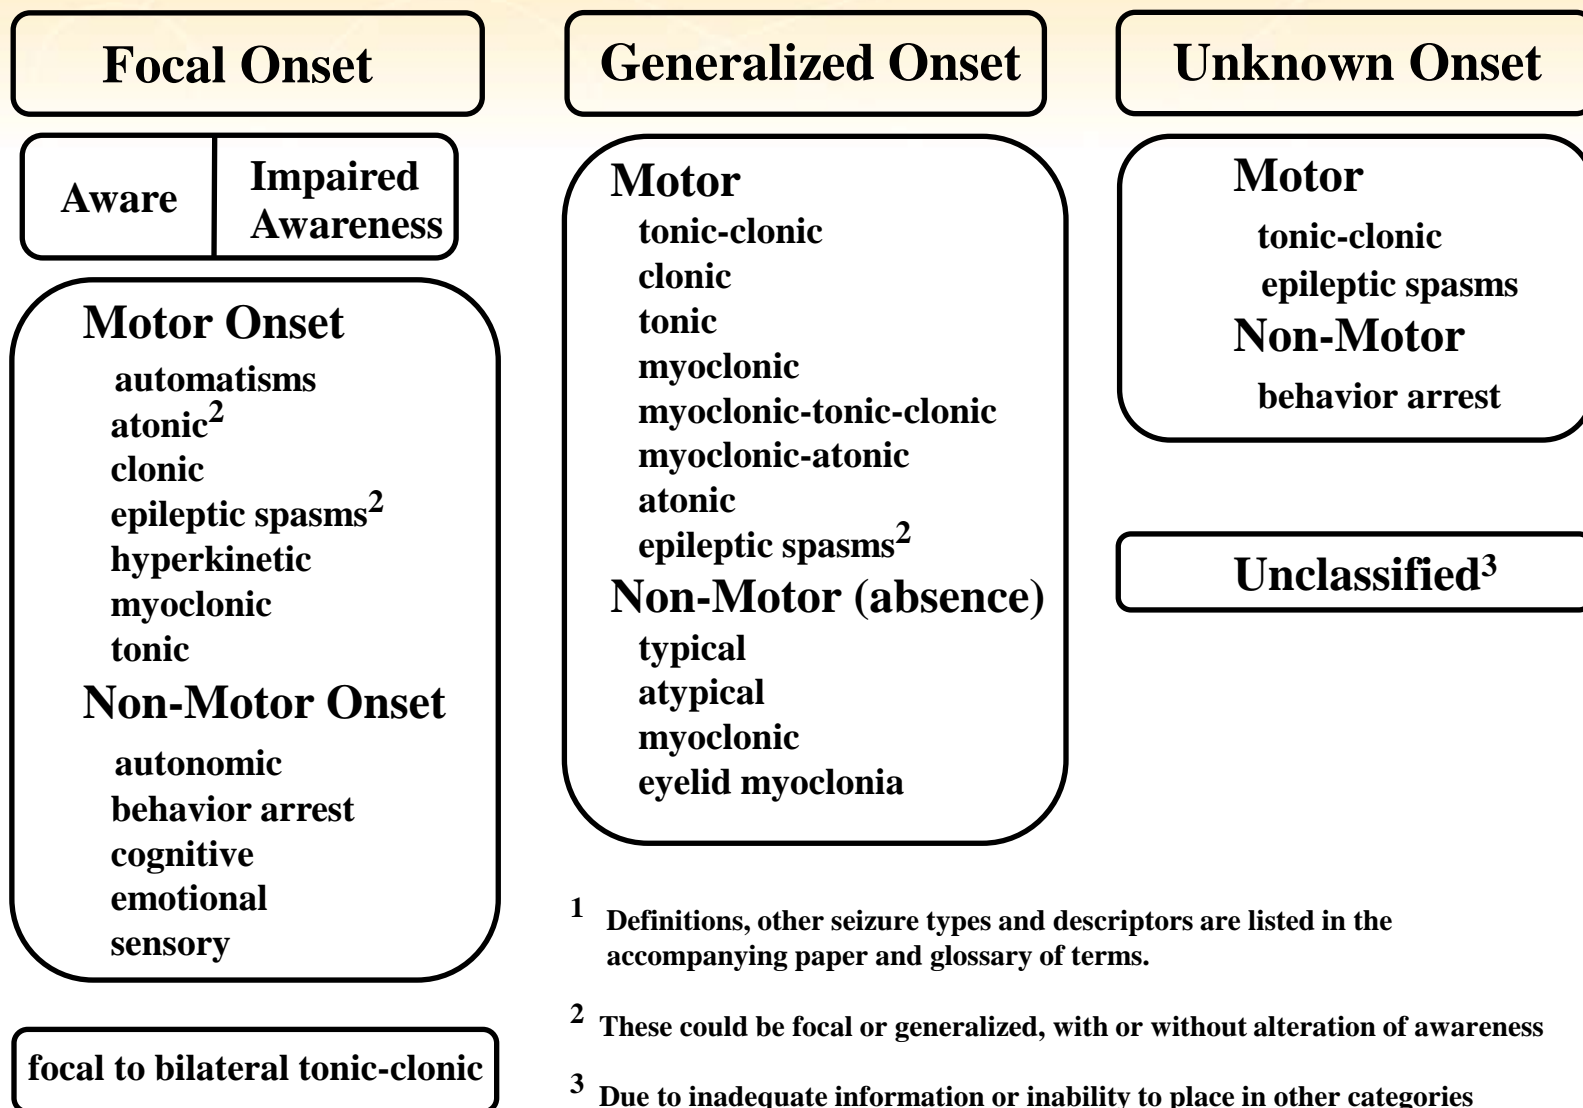 Focal Onset
Aware
Impaired
Awareness
Motor Onset
automatisms
atonic2
clonic
epileptic spasms2
hyperkinetic
myoclonic
tonic
Non-Motor Onset
autonomic
behavior arrest
cognitive
emotional
sensory
focal to bilateral tonic-clonic
Generalized Onset
Motor
tonic-clonic
clonic
tonic
myoclonic
myoclonic-tonic-clonic
myoclonic-atonic
atonic
epileptic spasms2
Non-Motor (absence)
typical
atypical
myoclonic
eyelid myoclonia
Unknown Onset
Motor
tonic-clonic
epileptic spasms
Non-Motor
behavior arrest
Unclassified3
1 Definitions, other seizure types and descriptors are listed in the
accompanying paper and glossary of terms.
2 These could be focal or generalized, with or without alteration of awareness
3 Due to inadequate information or inability to place in other categories